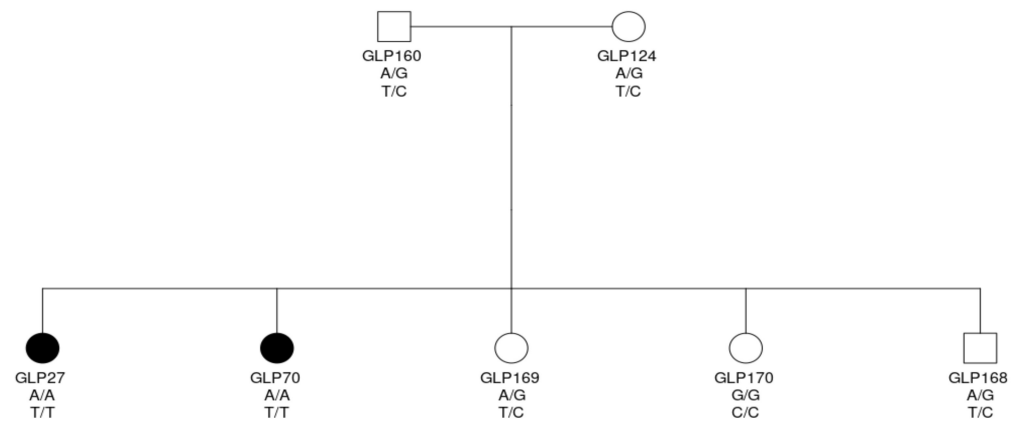 GLP160
A/G
T/C
GLP124
A/G
T/C
GLP27
A/A
T/T
GLP70
A/A
T/T
GLP169
A/G
T/C
GLP170
G/G
C/C
GLP168
A/G
T/C